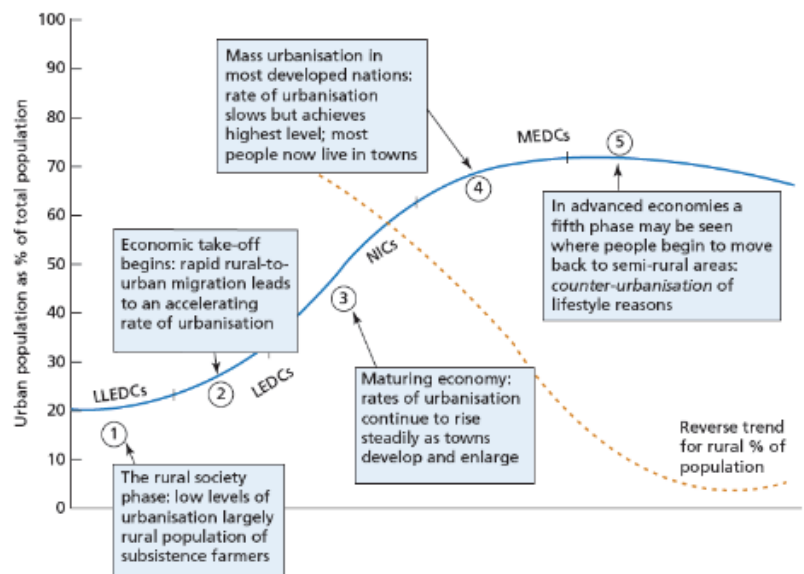 Urban population as % of total population
100
90
80
70
60
50
40
30
20
10
0
Mass urbanisation in
most developed nations:
rate of urbanisation
slows but achieves
highest level; most
people now live in towns
MEDCs
5
4
In advanced economies a
fifth phase may be seen
where people begin to move
back to semi-rural areas:
counter-urbanisation of
lifestyle reasons
Economic take-off
begins: rapid rural-to-
urban migration leads
to an accelerating
rate of urbanisation
NICs
3
LLEDCs
2
LEDCs
Maturing economy:
rates of urbanisation
continue to rise
steadily as towns
develop and enlarge
Reverse trend
for rural % of
population
1
The rural society
phase: low levels of
urbanisation largely
rural population of
subsistence farmers